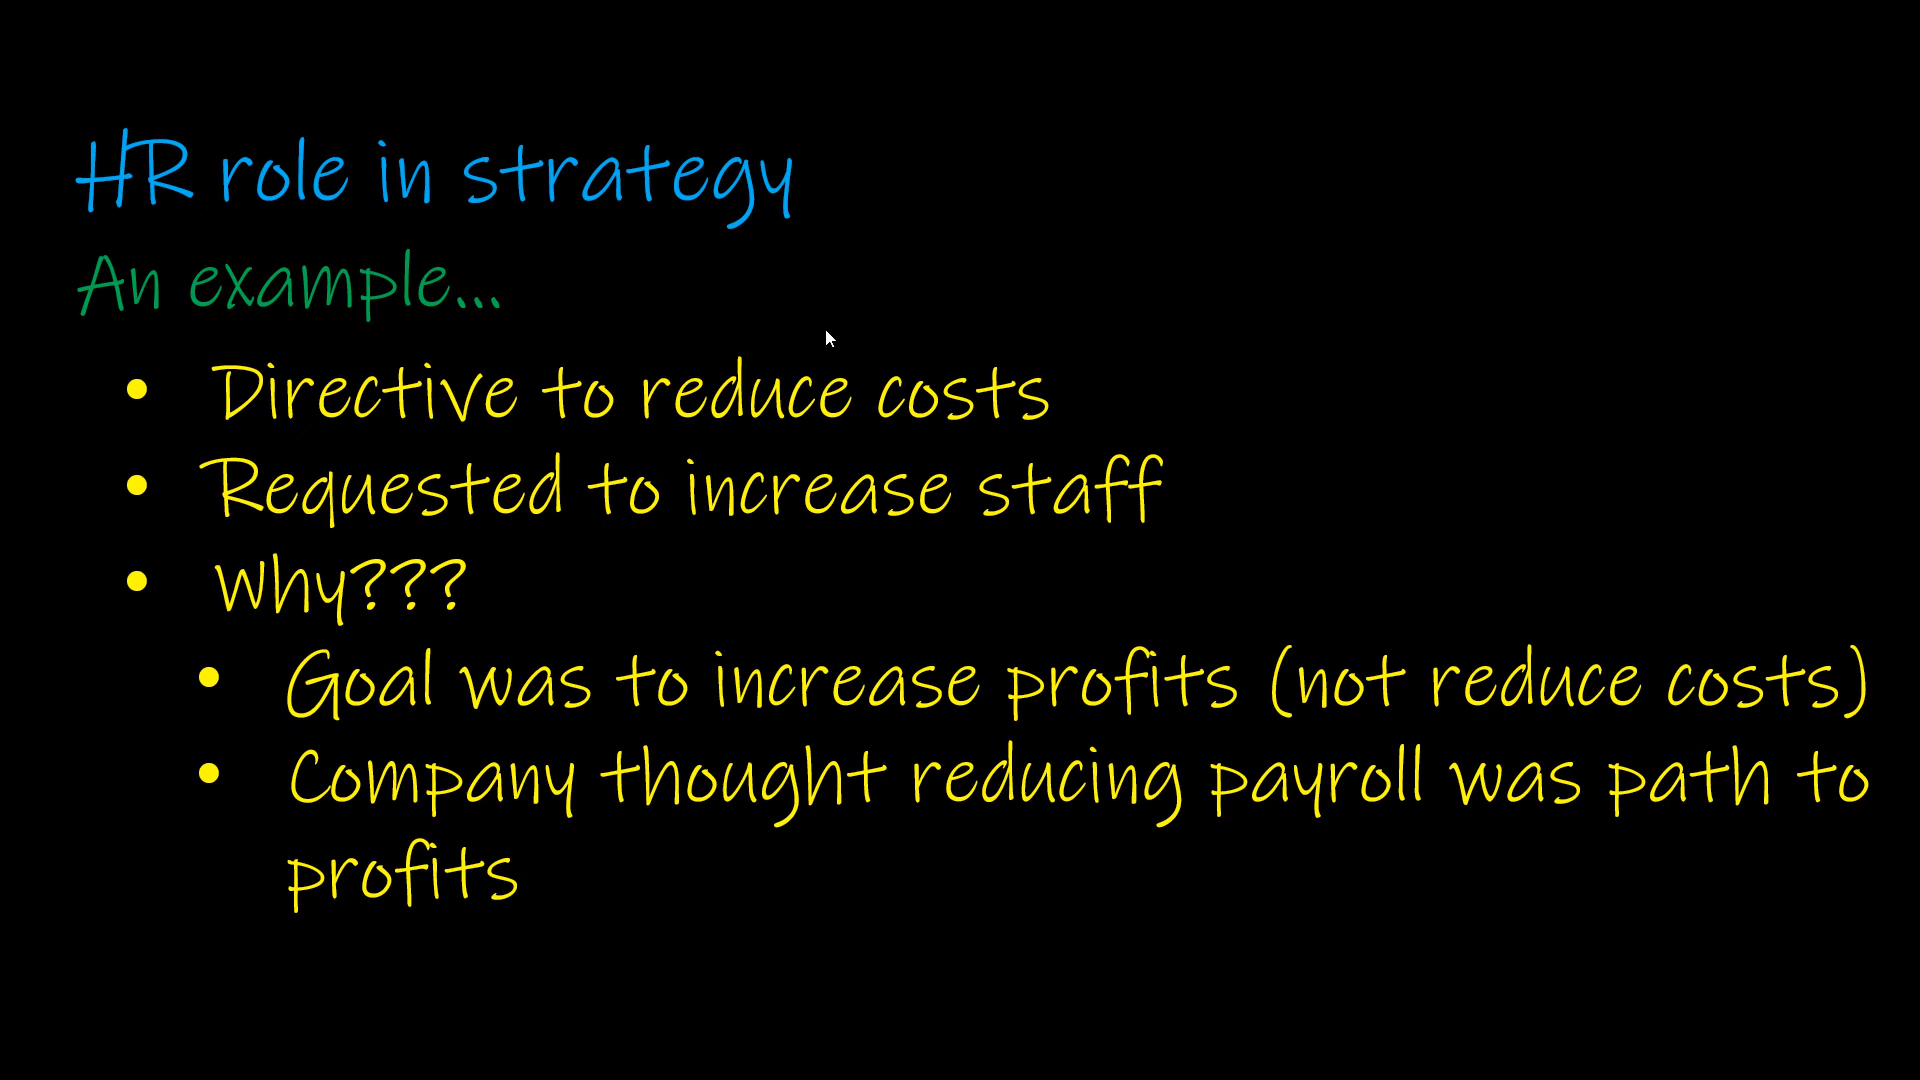 HR role in strategy
An example...
• Directive to reduce costs
• Requested to increase staff
• Why???
• Goal was to increase profits (not reduce costs)
• Company thought reducing payroll was path to
profits